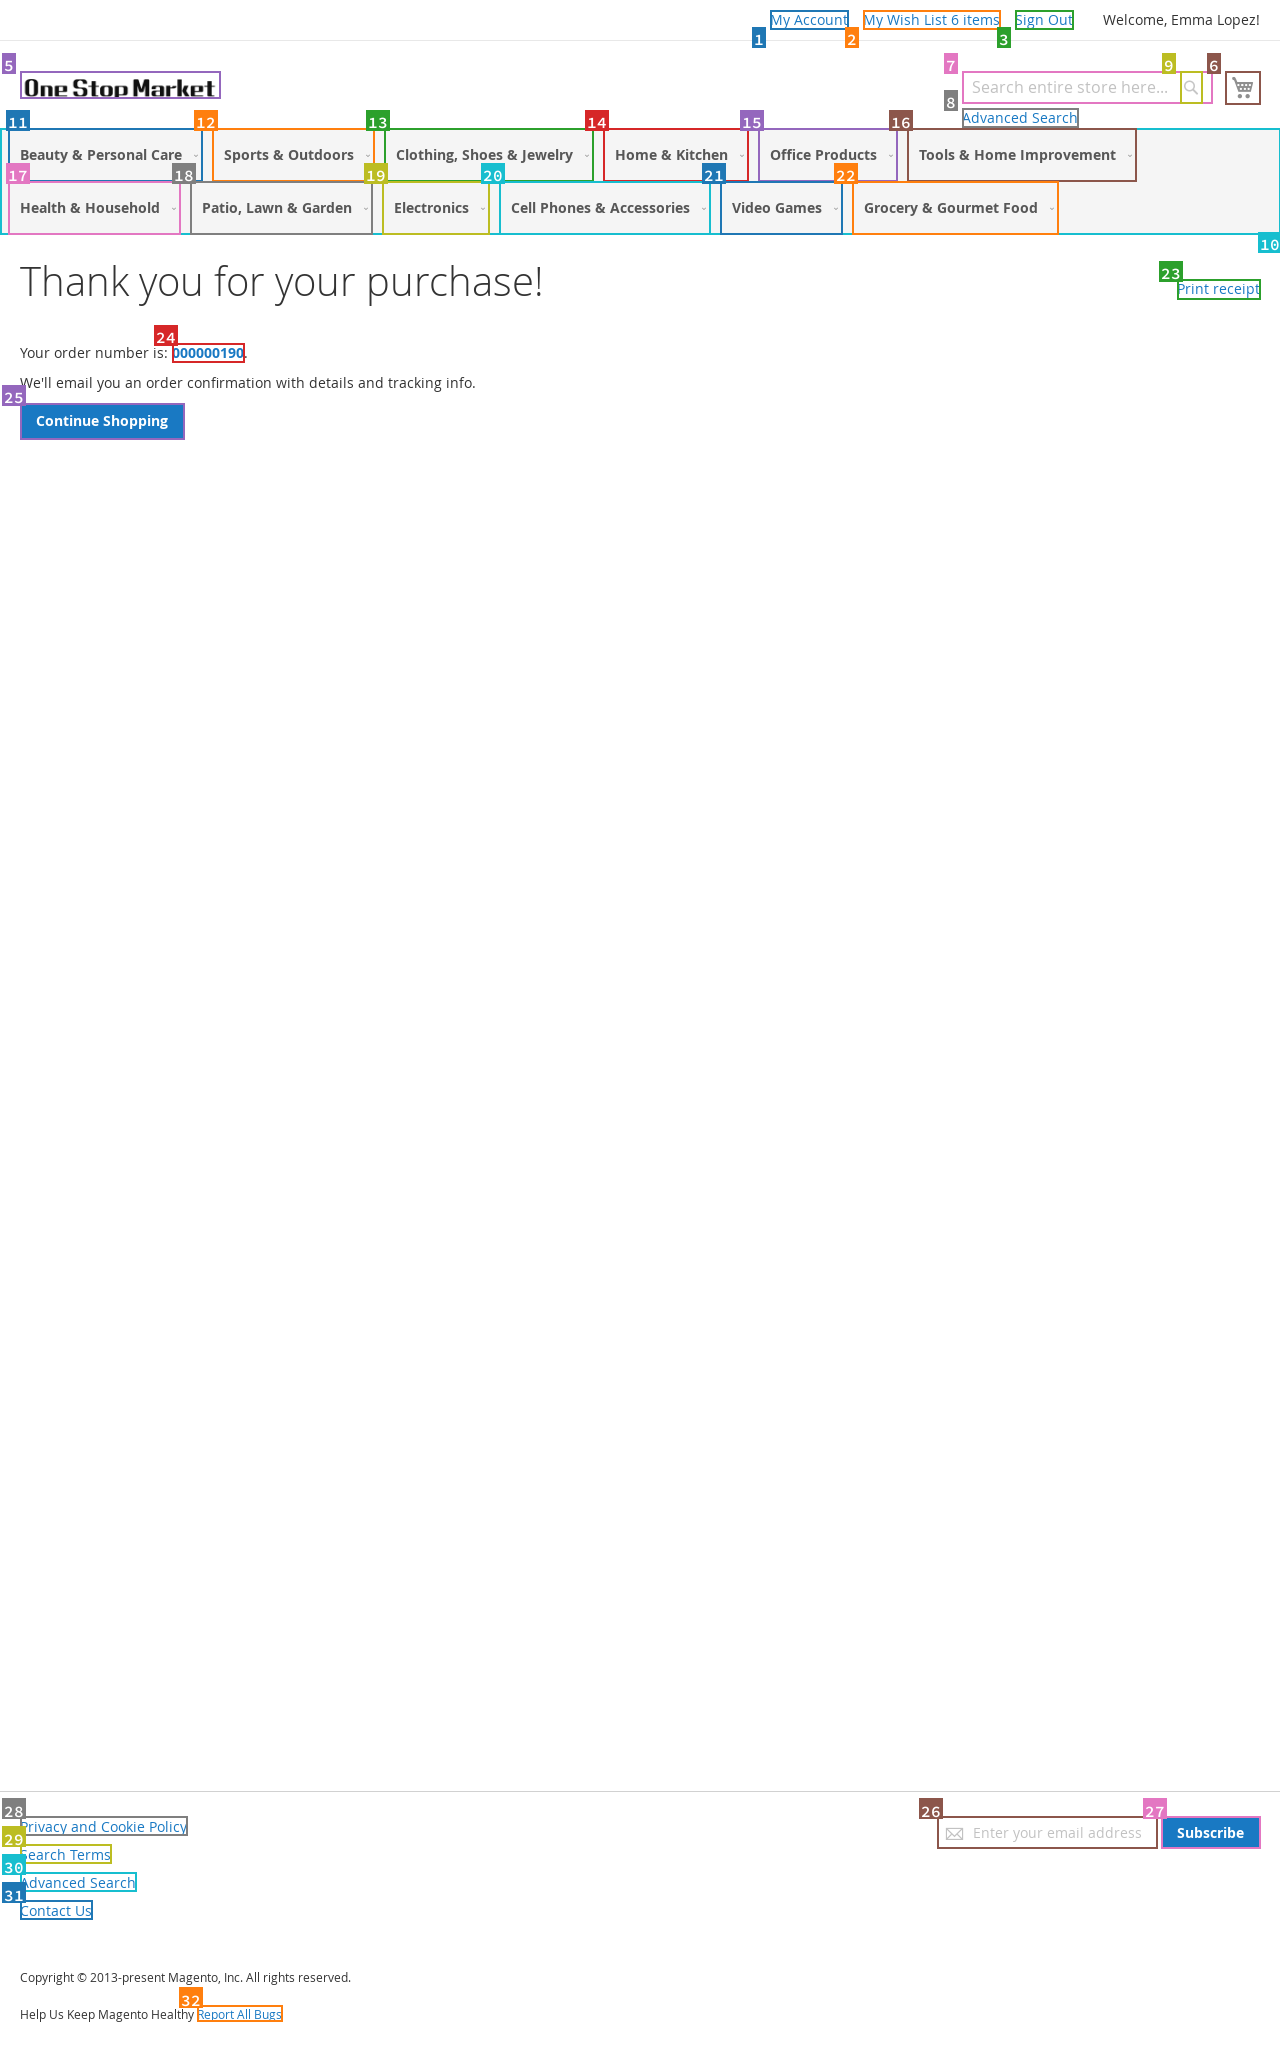 My Account
My Wish List 6 items
Sign Out
Welcome, Emma Lopez!
1
2
3
5
One Stop Market
7
Search entire store here...
9
6
8
Advanced Search
11
Beauty & Personal Care
12
Sports & Outdoors
13
Clothing, Shoes & Jewelry
14
Home & Kitchen
15
Office Products
16
Tools & Home Improvement
17
Health & Household
18
Patio, Lawn & Garden
19
Electronics
20
Cell Phones & Accessories
21
Video Games
22
Grocery & Gourmet Food
10
Thank you for your purchase!
23
Print receipt
24
Your order number is: 000000190.
We'll email you an order confirmation with details and tracking info.
25
Continue Shopping
28
Privacy and Cookie Policy
29
Search Terms
30
Advanced Search
31
Contact Us
26
Enter your email address
27
Subscribe
Copyright © 2013-present Magento, Inc. All rights reserved.
32
Help Us Keep Magento Healthy Report All Bugs